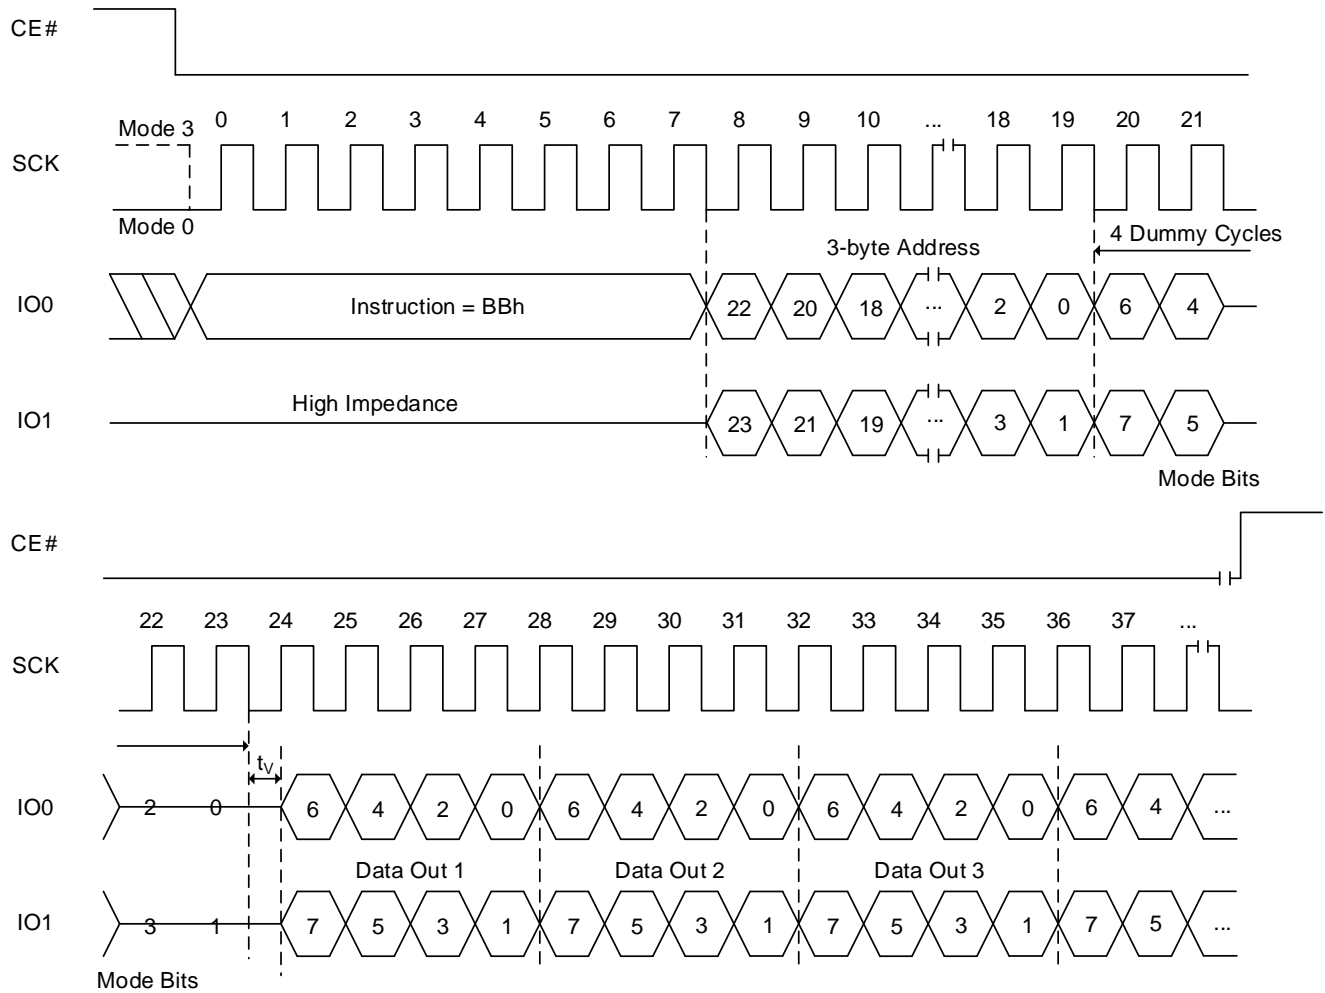 CE#
Mode 3 0 1 2 3 4 5 6 7 8 9 10 ... 18 19 20 21
SCK
Mode 0
3-byte Address 4 Dummy Cycles
IO0 Instruction = BBh 22 20 18 ... 2 0 6 4
High Impedance
IO1 23 21 19 ... 3 1 7 5
Mode Bits
CE#
22 23 24 25 26 27 28 29 30 31 32 33 34 35 36 37 ...
SCK
tV
IO0 2 0 6 4 2 0 6 4 2 0 6 4 2 0 6 4 ...
Data Out 1 Data Out 2 Data Out 3
IO1 3 1 7 5 3 1 7 5 3 1 7 5 3 1 7 5 ...
Mode Bits